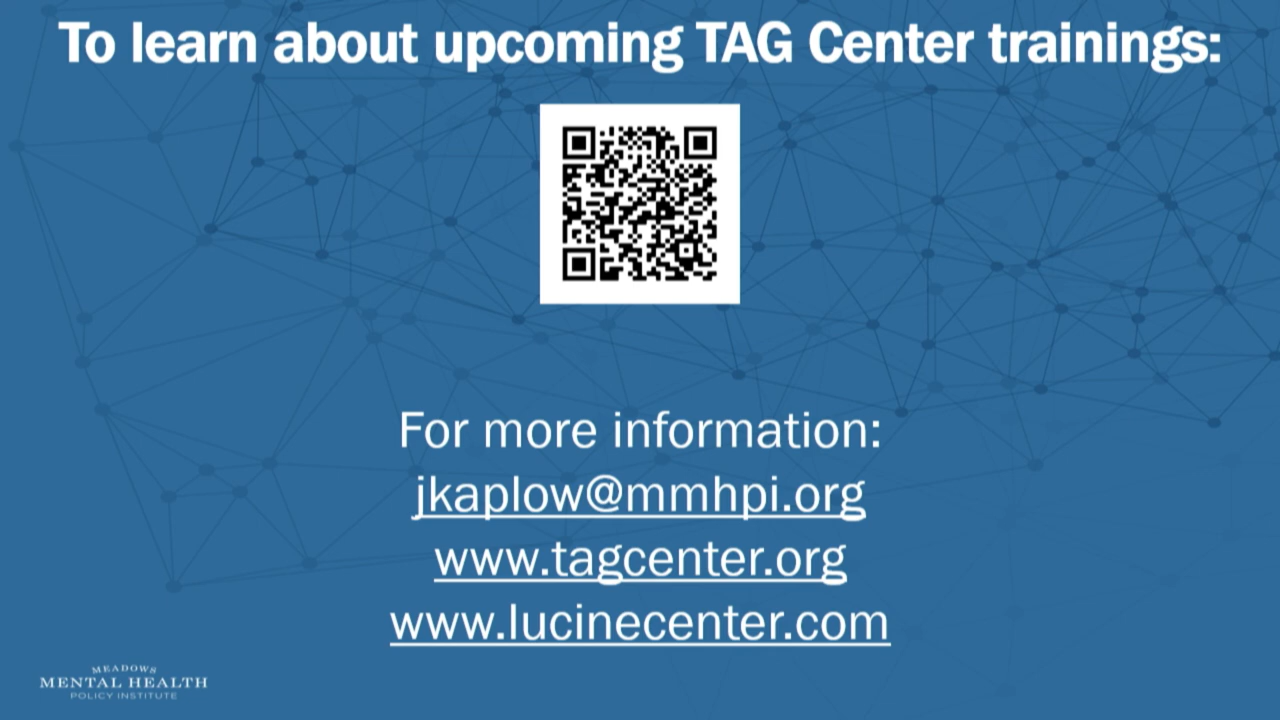 To learn about upcoming TAG Center trainings:
For more information:
jkaplow@mmhpi.org
www.tagcenter.org
www.lucinecenter.com
MEADOWS
MENTAL HEALTH
POLICY INSTITUTE